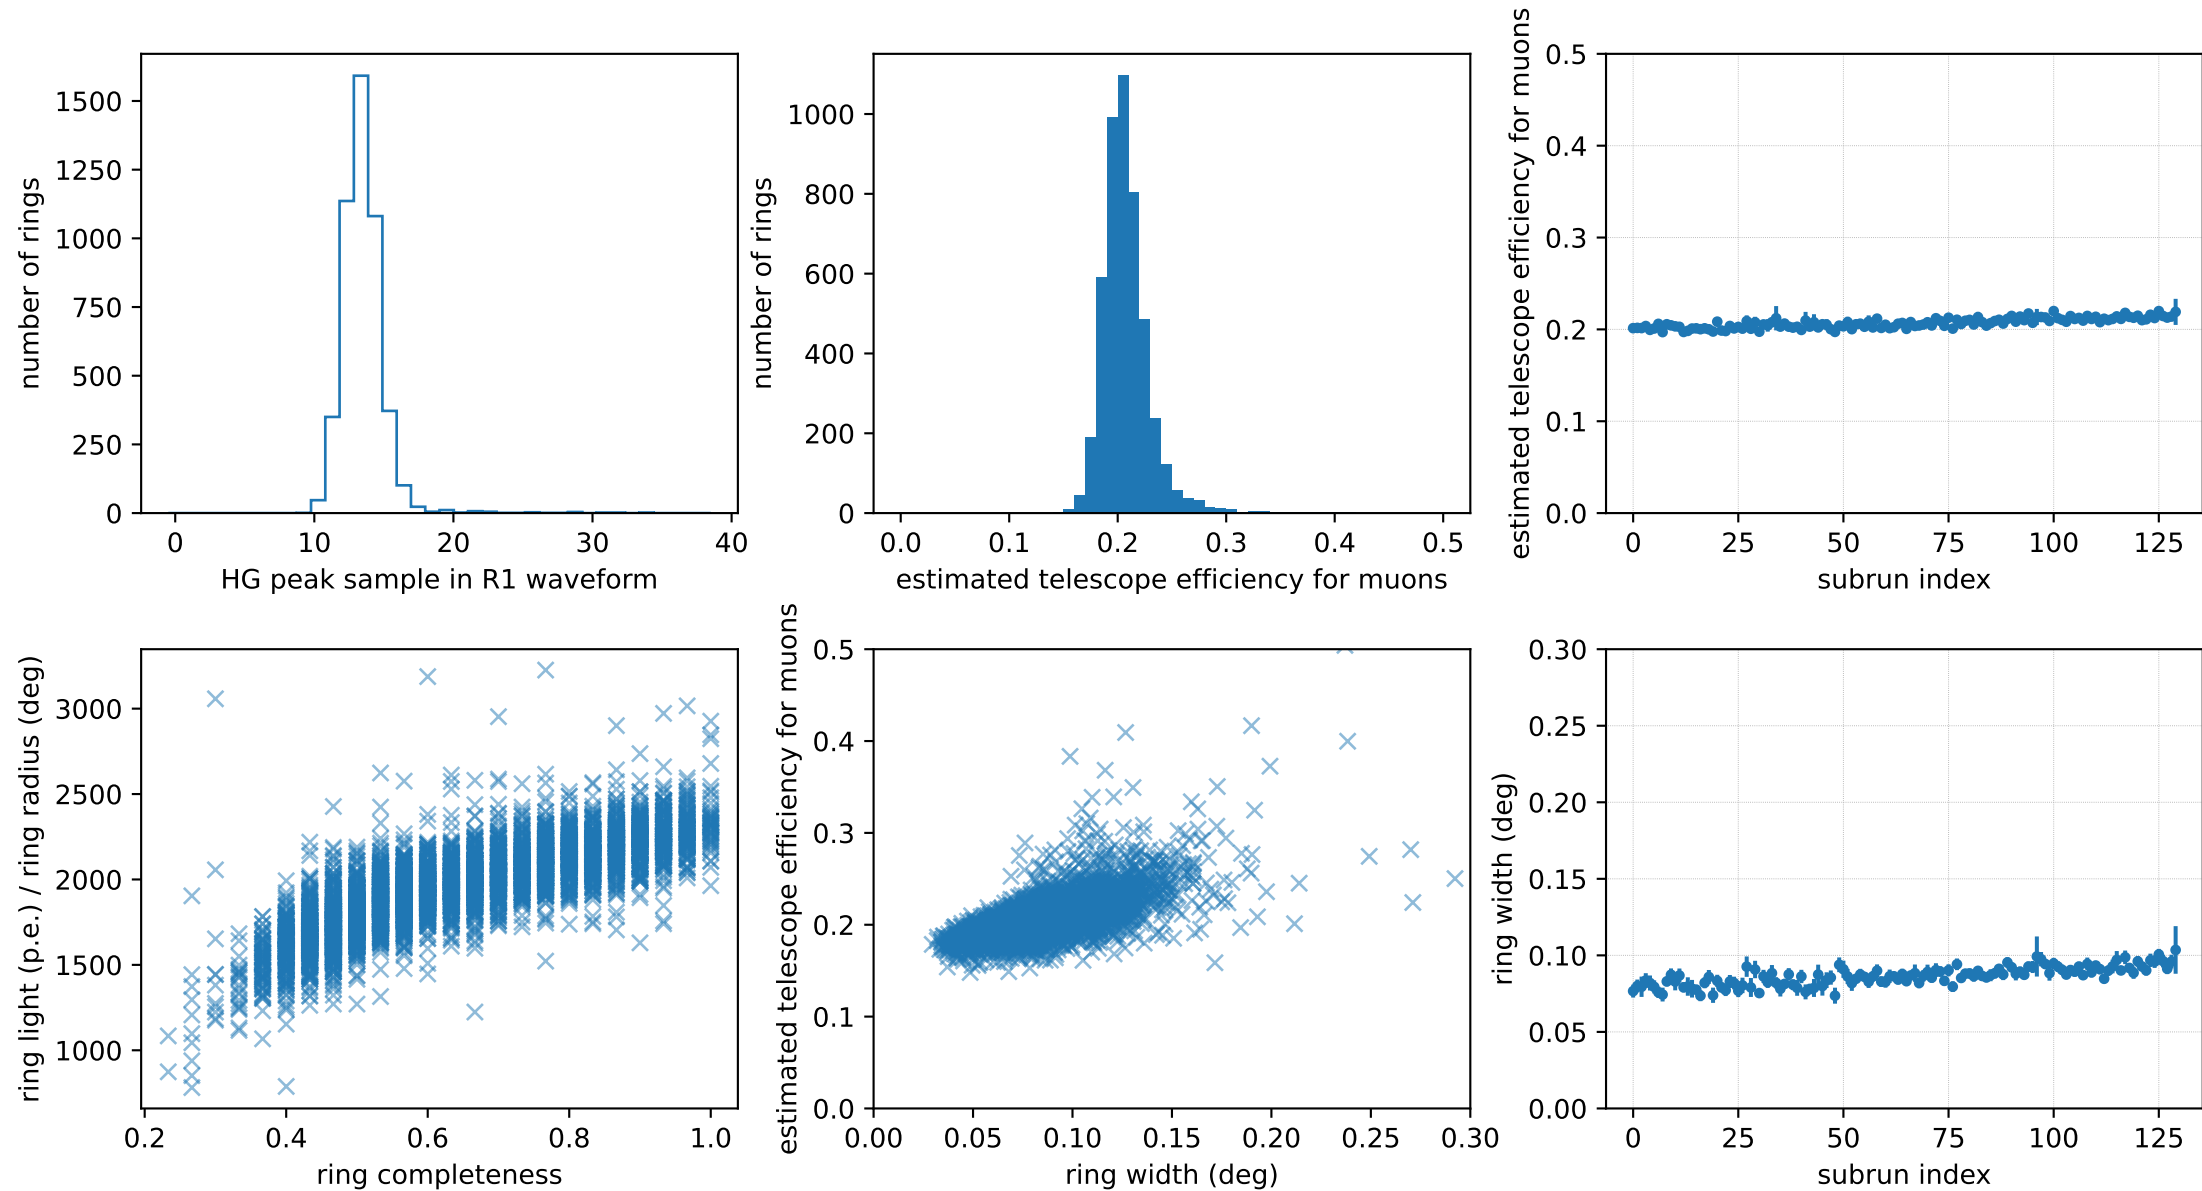 number of rings
1500
1250
1000
750
500
250
0
0 10 20 30 40
HG peak sample in R1 waveform
number of rings
1000
800
600
400
200
0
0.0 0.1 0.2 0.3 0.4 0.5
estimated telescope efficiency for muons
estimated telescope efficiency for muons
0.5
0.4
0.3
0.2
0.1
0.0
0 25 50 75 100 125
subrun index
ring light (p.e.) / ring radius (deg)
3000
2500
2000
1500
1000
0.2 0.4 0.6 0.8 1.0
ring completeness
estimated telescope efficiency for muons
0.5
0.4
0.3
0.2
0.1
0.0
0.00 0.05 0.10 0.15 0.20 0.25 0.30
ring width (deg)
ring width (deg)
0.30
0.25
0.20
0.15
0.10
0.05
0.00
0 25 50 75 100 125
subrun index